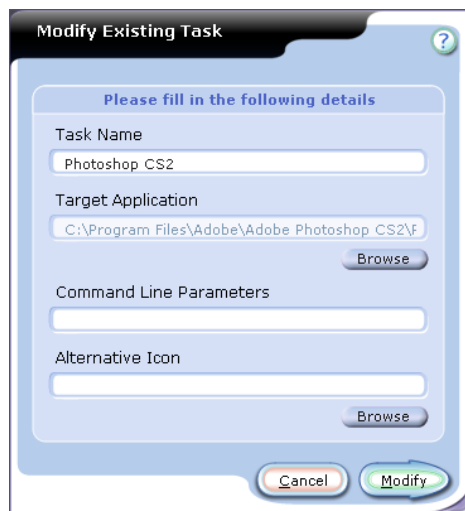 Modify Existing Task
?
Please fill in the following details
Task Name
Photoshop CS2
Target Application
C:\Program Files\Adobe\Adobe Photoshop CS2\P
Browse
Command Line Parameters
Alternative Icon
Browse
Cancel Modify